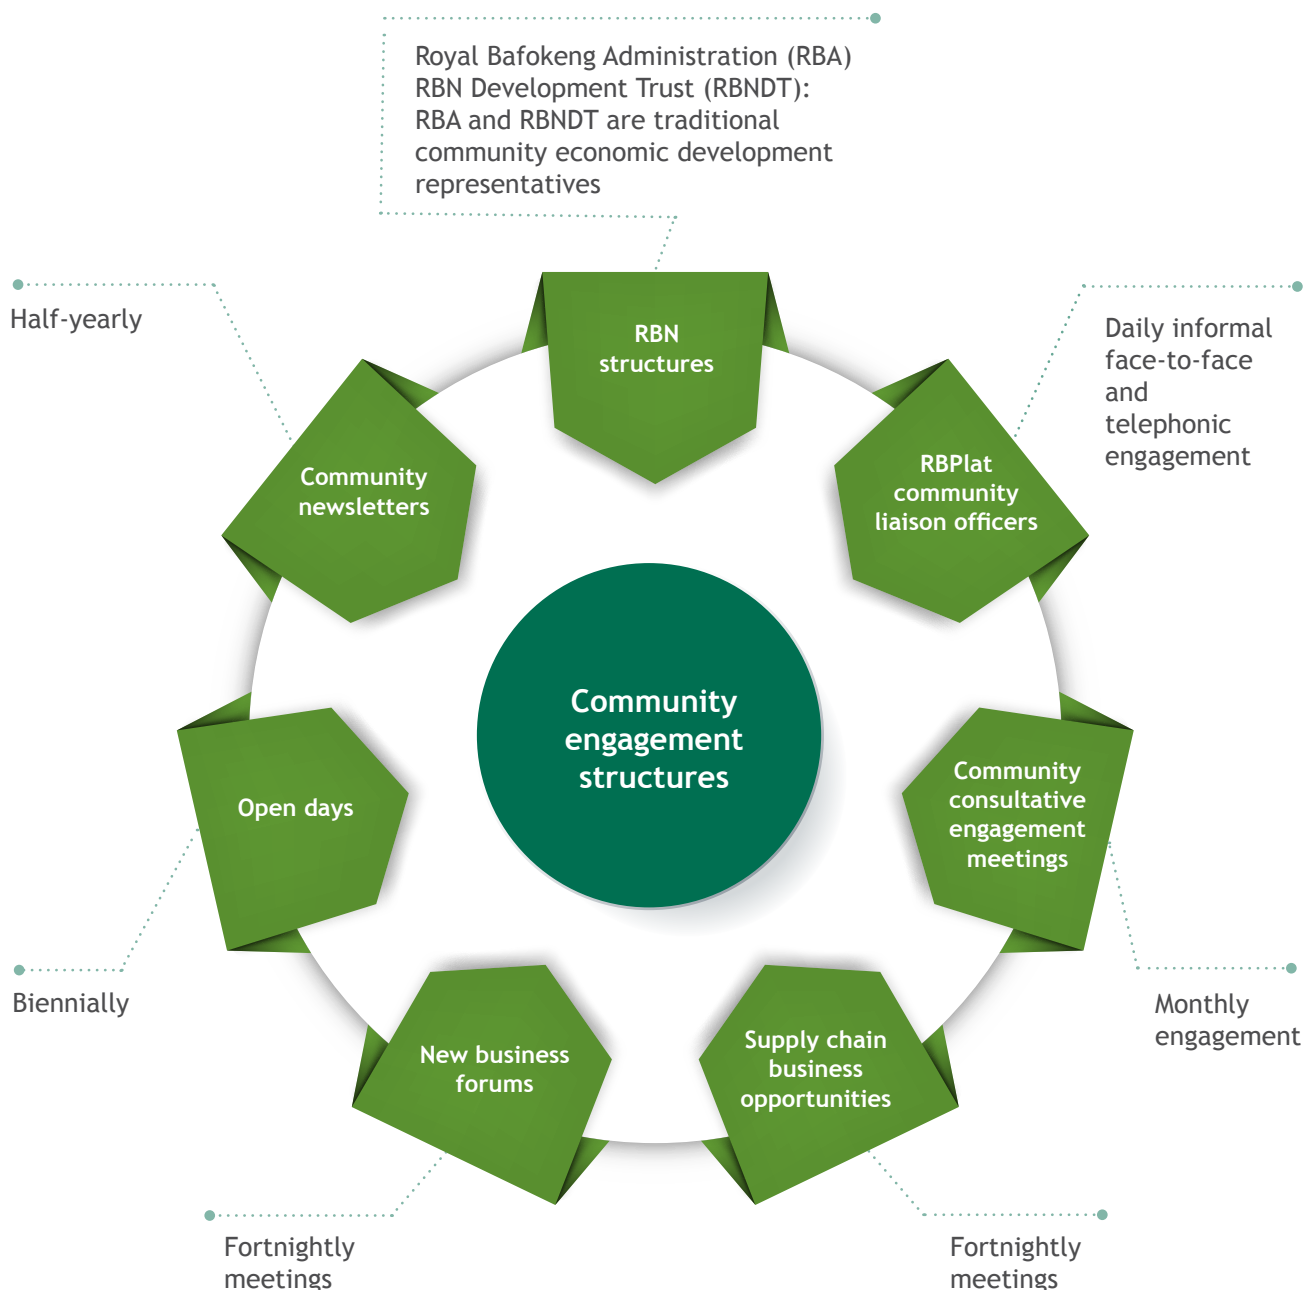 Royal Bafokeng Administration (RBA)
RBN Development Trust (RBNDT):
RBA and RBNDT are traditional
community economic development
representatives
Half-yearly
Daily informal
face-to-face
and
telephonic
engagement
RBN
structures
Community
newsletters
RBPlat
community
liaison officers
Community
engagement
structures
Open days
Community
consultative
engagement
meetings
Biennially
Monthly
engagement
New business
forums
Supply chain
business
opportunities
Fortnightly
meetings
Fortnightly
meetings